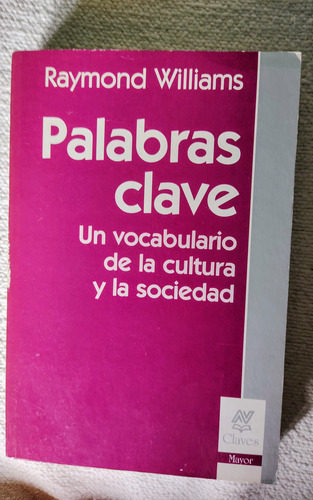 Raymond Williams
Palabras
clave
Un vocabulario
de la cultura
y la sociedad
Claves
Mayor